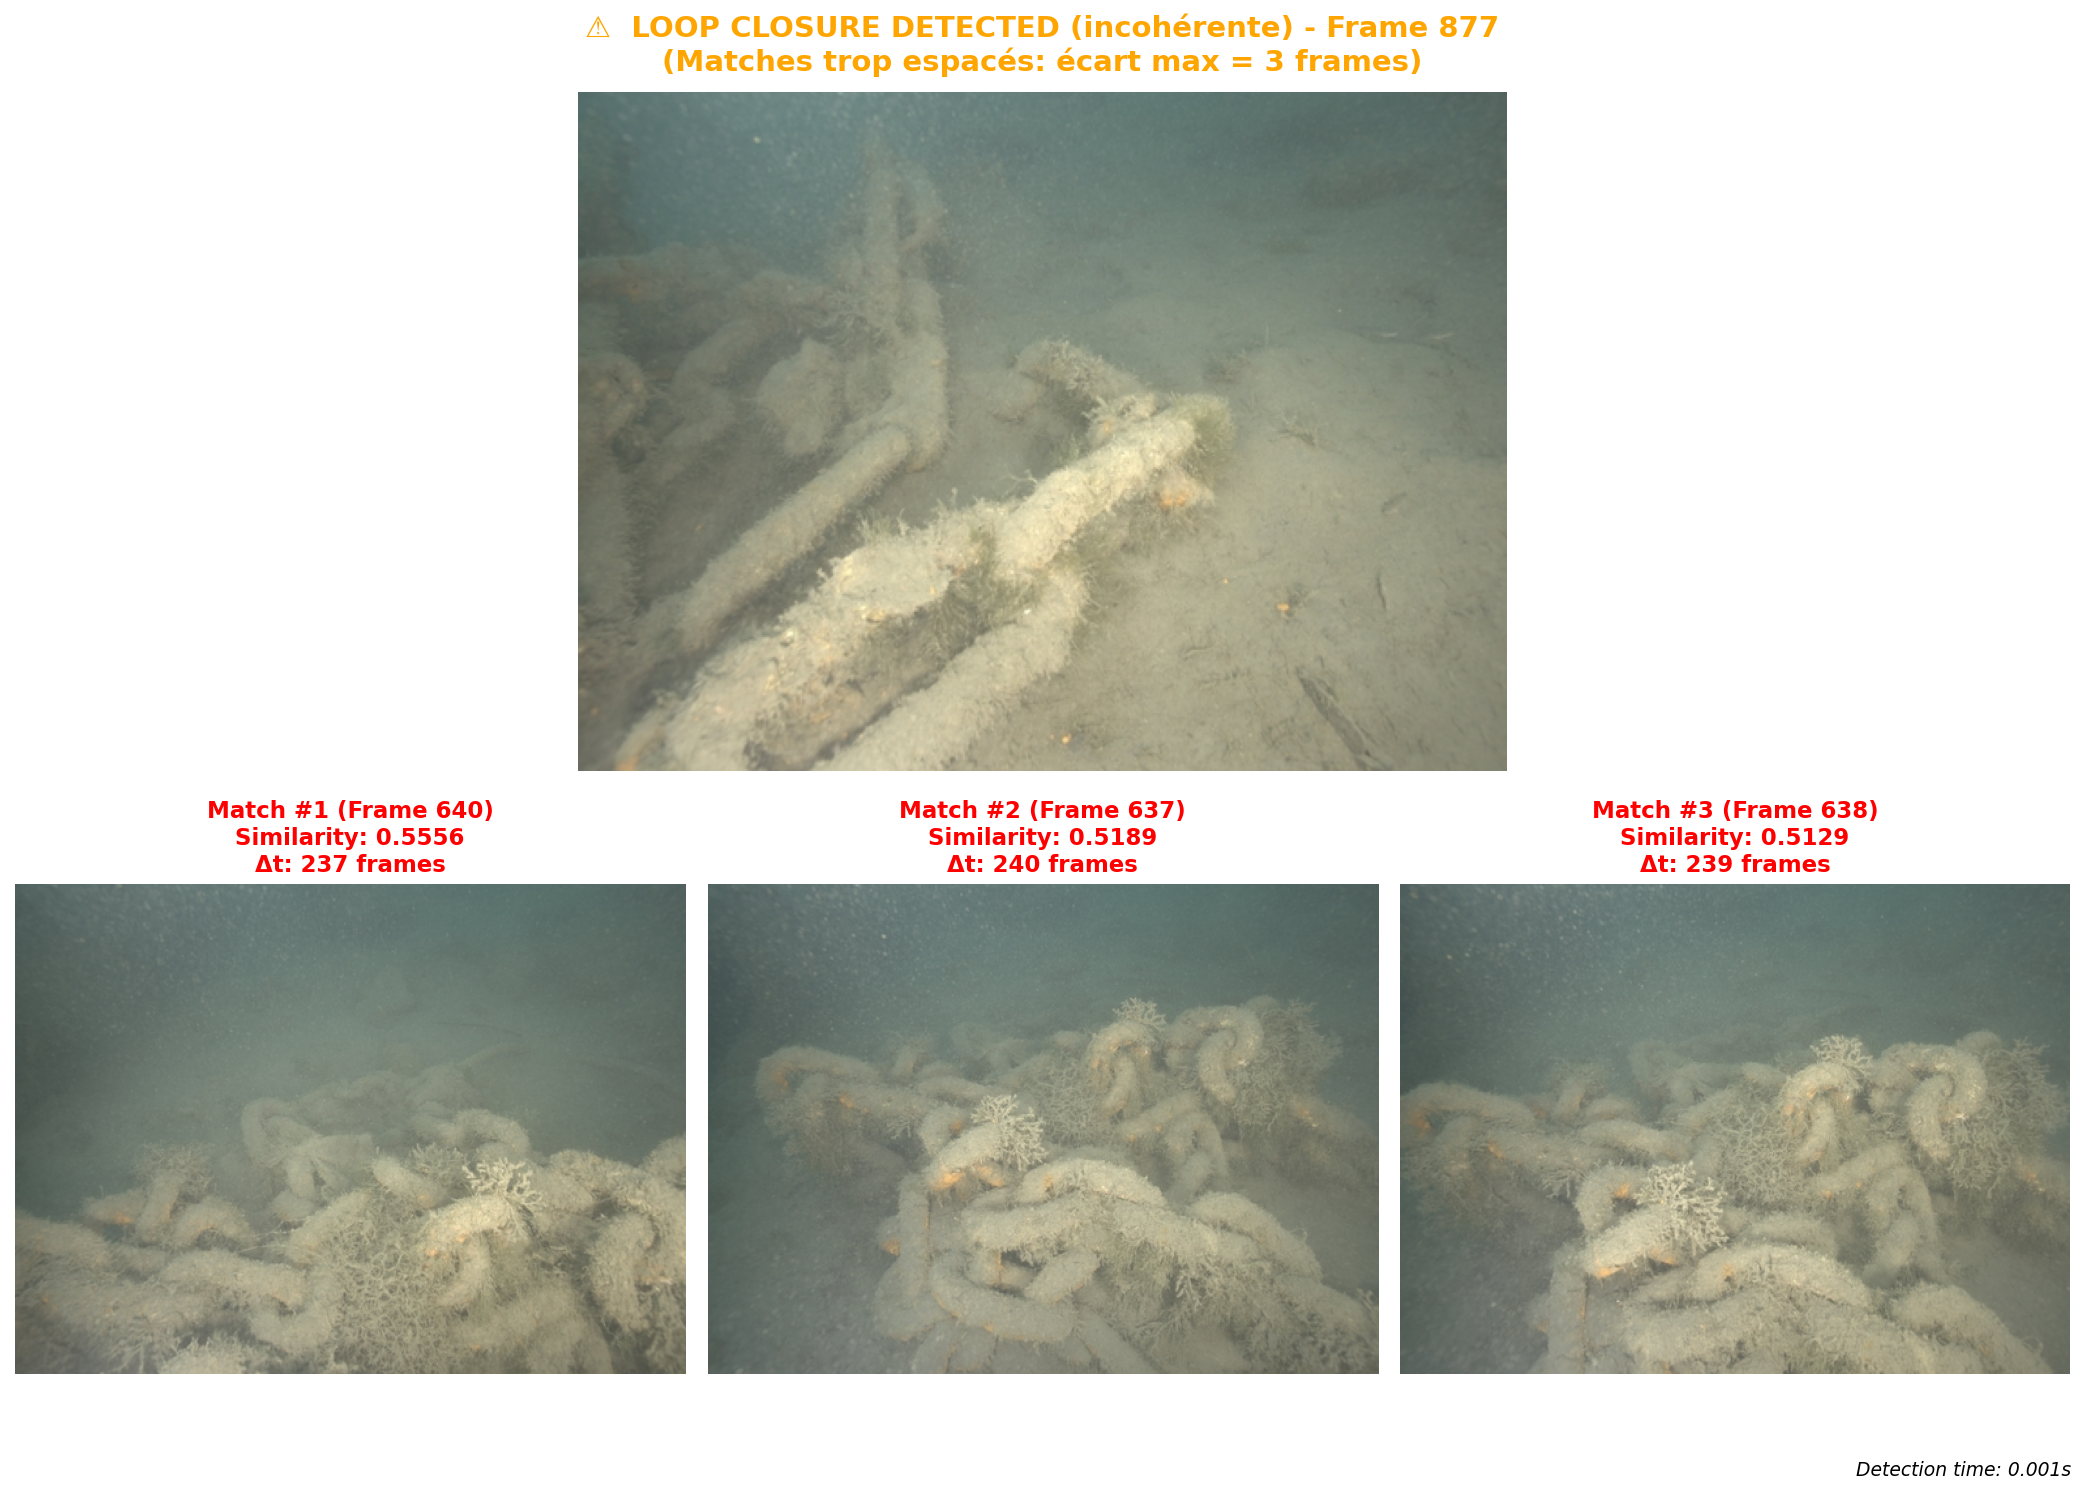 ⚠ LOOP CLOSURE DETECTED (incohérente) - Frame 877
(Matches trop espacés: écart max = 3 frames)
Match #1 (Frame 640)
Similarity: 0.5556
Δt: 237 frames
Match #2 (Frame 637)
Similarity: 0.5189
Δt: 240 frames
Match #3 (Frame 638)
Similarity: 0.5129
Δt: 239 frames
Detection time: 0.001s